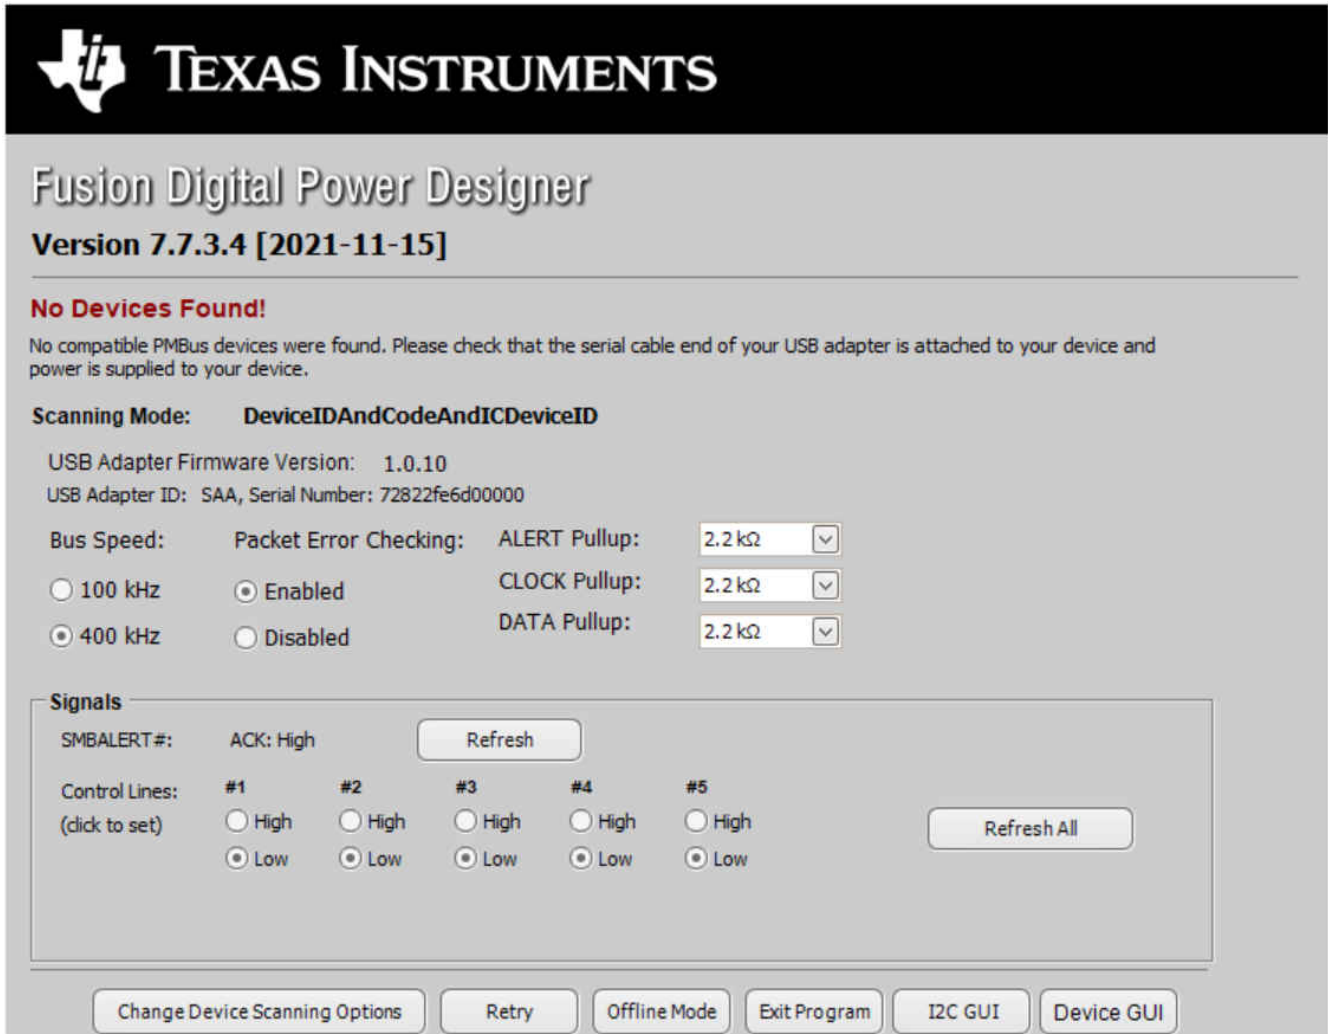 TEXAS INSTRUMENTS
Fusion Digital Power Designer
Version 7.7.3.4 [2021-11-15]
No Devices Found!
No compatible PMBus devices were found. Please check that the serial cable end of your USB adapter is attached to your device and
power is supplied to your device.
Scanning Mode: DeviceIDAndCodeAndICDeviceID
USB Adapter Firmware Version: 1.0.10
USB Adapter ID: SAA, Serial Number: 72822fe6d00000
Bus Speed: Packet Error Checking: ALERT Pullup: 2.2 kΩ
100 kHz Enabled CLOCK Pullup: 2.2 kΩ
400 kHz Disabled DATA Pullup: 2.2 kΩ
Signals
SMBALERT#: ACK: High Refresh
Control Lines: #1 #2 #3 #4 #5
(click to set) High High High High High Refresh All
Low Low Low Low Low
Change Device Scanning Options Retry Offline Mode Exit Program I2C GUI Device GUI